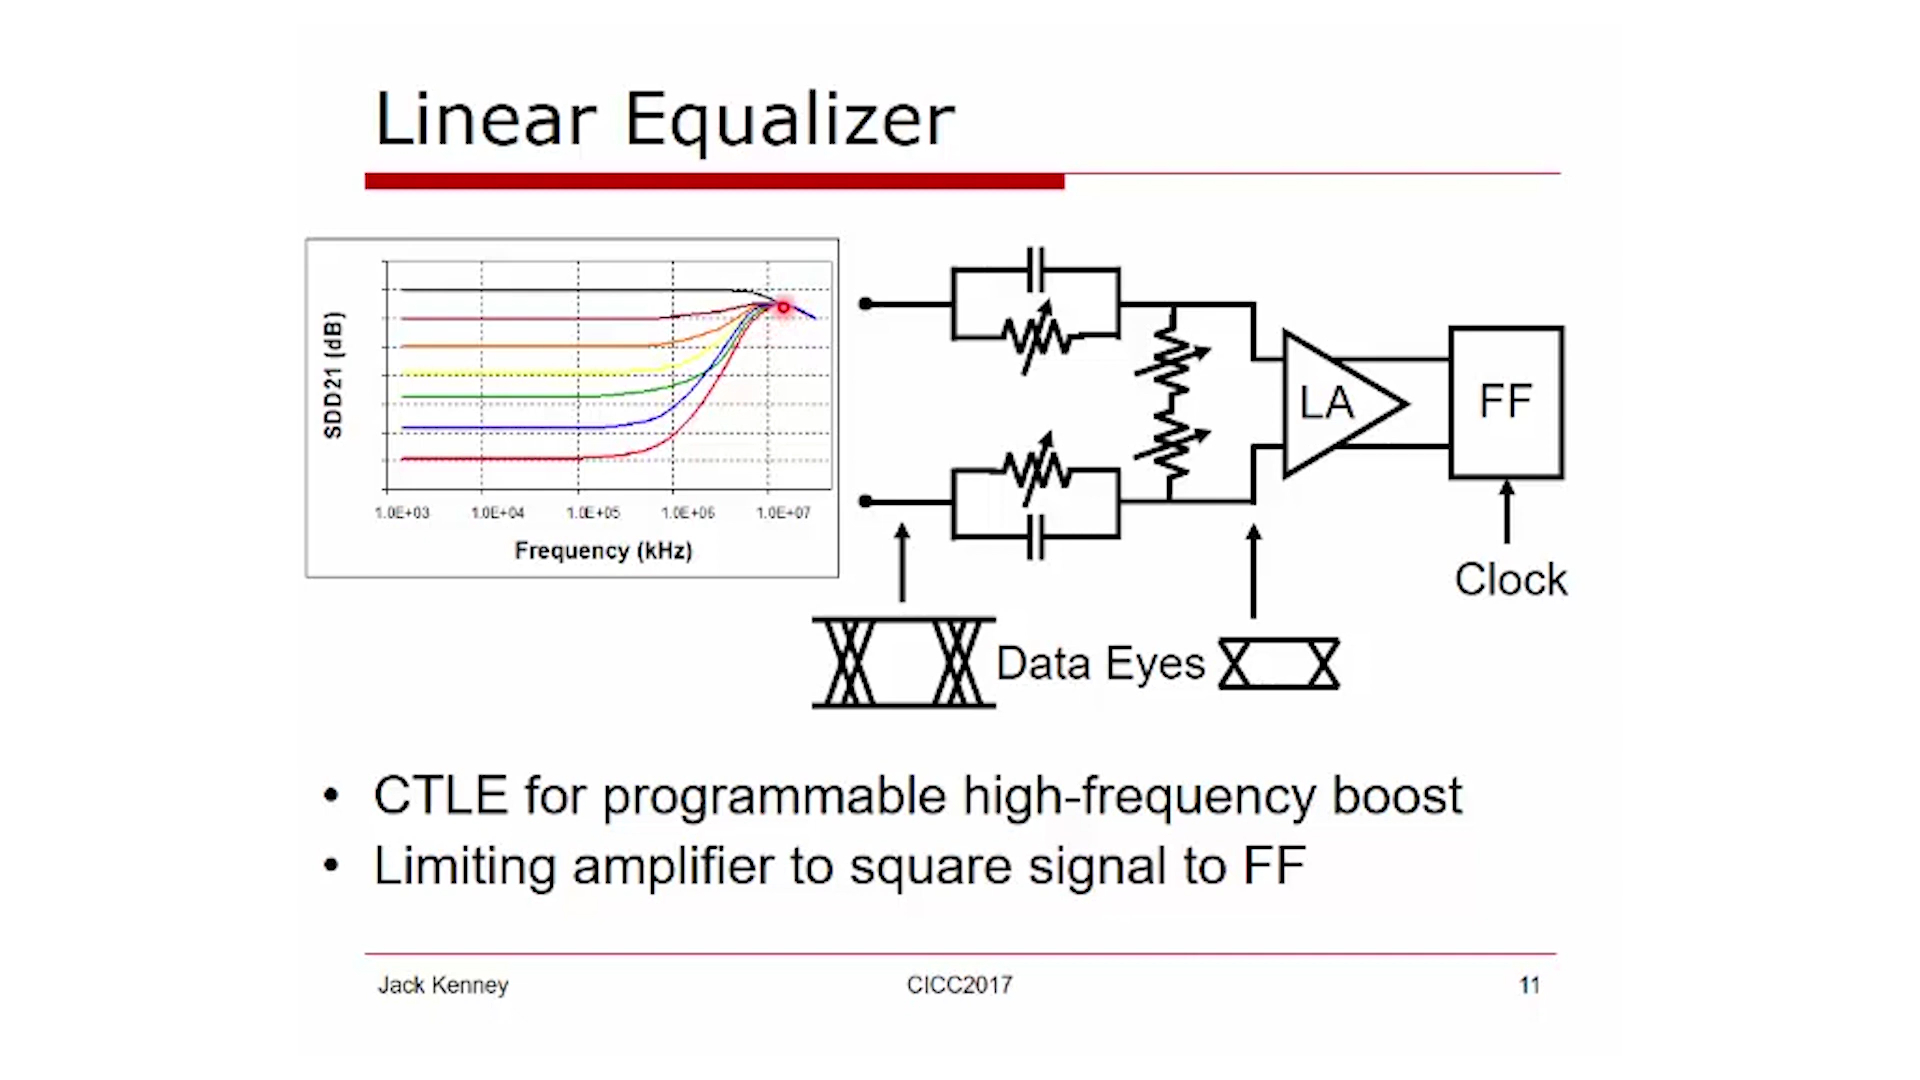 Linear Equalizer
SDD21 (dB)
1.0E+03 1.0E+04 1.0E+05 1.0E+06 1.0E+07
Frequency (kHz)
LA
FF
Clock
Data Eyes
• CTLE for programmable high-frequency boost
• Limiting amplifier to square signal to FF
Jack Kenney CICC2017 11